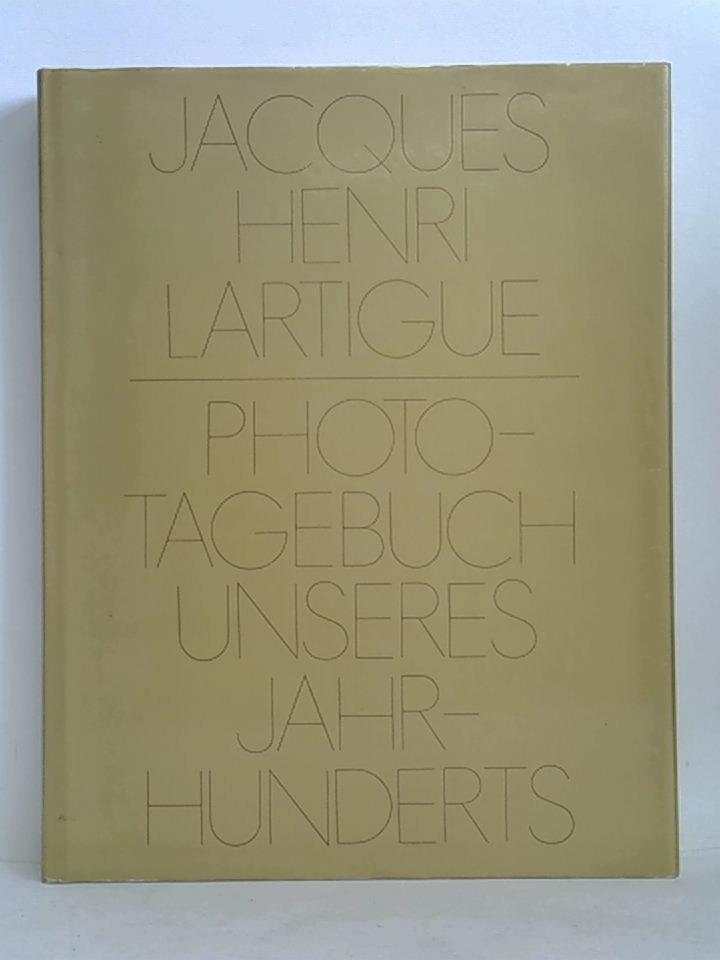 JACQUES
HENRI
LARTIGUE
PHOTO-
TAGEBUCH
UNSERES
JAHR-
HUNDERTS